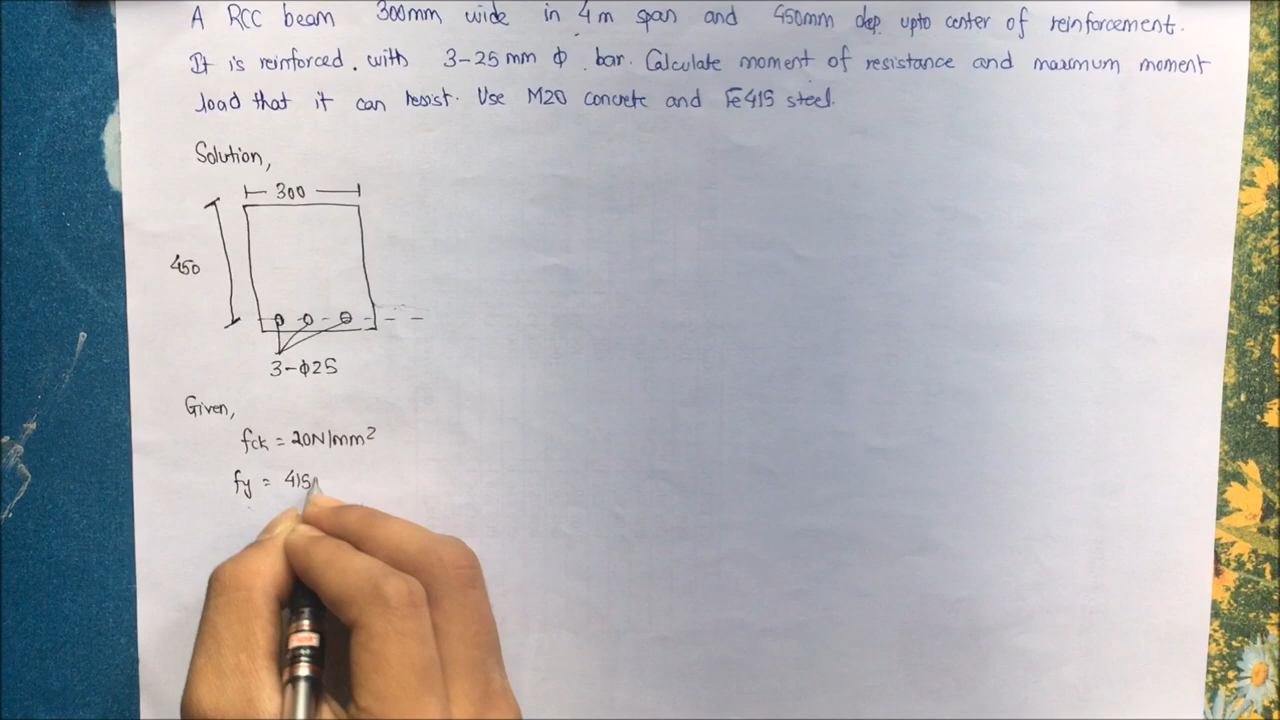 A RCC beam 300mm wide in 4m span and 450mm dep upto center of reinforcement.
It is reinforced with 3-25mm ϕ bar. Calculate moment of resistance and maximum moment
load that it can resist. Use M20 concrete and Fe415 steel.
Solution,
300
450
3-ϕ25
Given,
fck = 20N/mm²
fy = 415